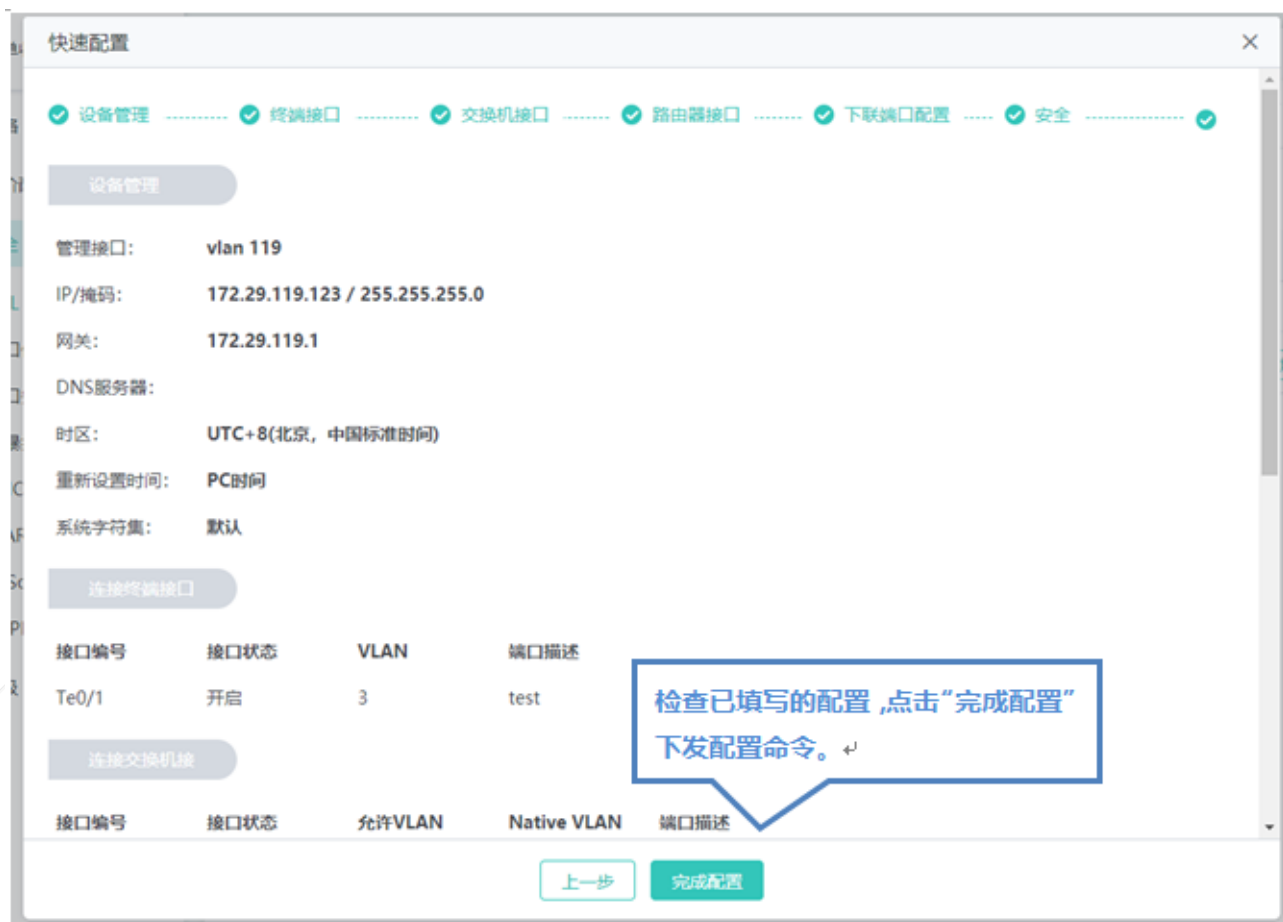 快速配置
设备管理 终端接口 交换机接口 路由器接口 下联端口配置 安全
设备管理
管理接口: vlan 119
IP/掩码: 172.29.119.123 / 255.255.255.0
网关: 172.29.119.1
DNS服务器:
时区: UTC+8(北京，中国标准时间)
重新设置时间: PC时间
系统字符集: 默认
连接终端接口
接口编号 接口状态 VLAN 端口描述
Te0/1 开启 3 test
检查已填写的配置 ,点击“完成配置”
下发配置命令。
连接交换机接
接口编号 接口状态 允许VLAN Native VLAN 端口描述
上一步 完成配置